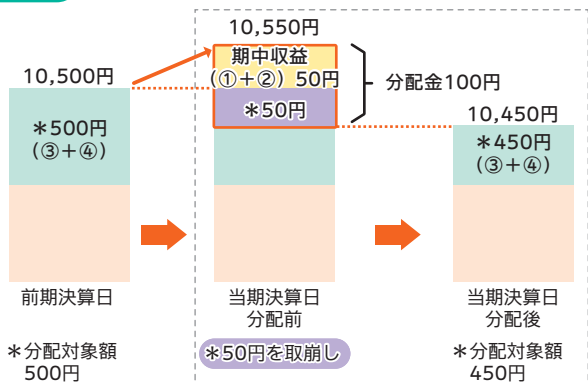 10,550円
期中収益
(①+②) 50円
*50円
分配金100円
10,500円
*500円
(③+④)
10,450円
*450円
(③+④)
前期決算日
当期決算日
分配前
当期決算日
分配後
*分配対象額
500円
*50円を取崩し
*分配対象額
450円